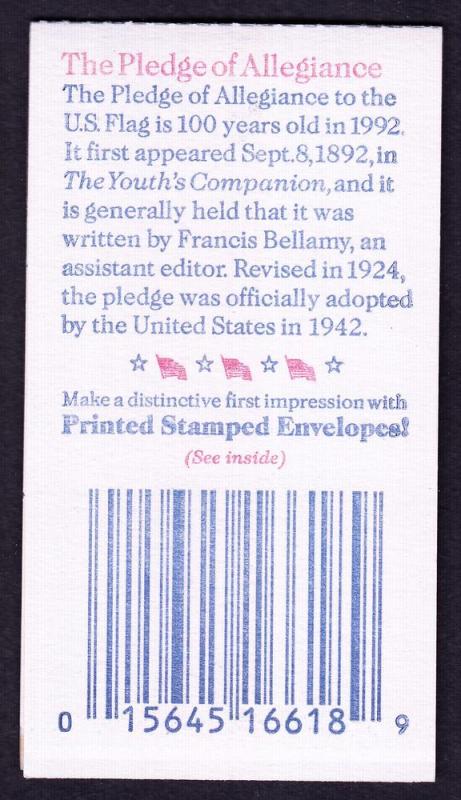 The Pledge of Allegiance
The Pledge of Allegiance to the
U.S. Flag is 100 years old in 1992.
It first appeared Sept. 8, 1892, in
The Youth's Companion, and it
is generally held that it was
written by Francis Bellamy, an
assistant editor. Revised in 1924,
the pledge was officially adopted
by the United States in 1942.
Make a distinctive first impression with
Printed Stamped Envelopes!
(See inside)
0 15645 16618 9